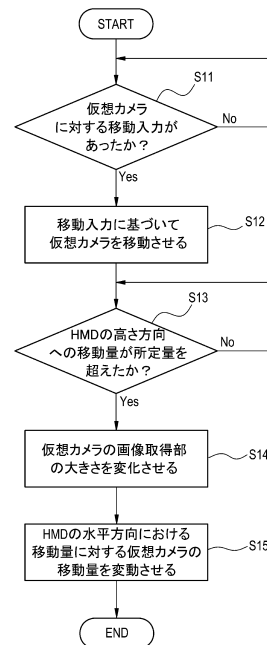 START
S11
仮想カメラ
に対する移動入力が
あったか？
No
Yes
移動入力に基づいて
仮想カメラを移動させる
S12
S13
HMDの高さ方向
への移動量が所定量を
超えたか？
No
Yes
仮想カメラの画像取得部
の大きさを変化させる
S14
HMDの水平方向における
移動量に対する仮想カメラの
移動量を変動させる
S15
END